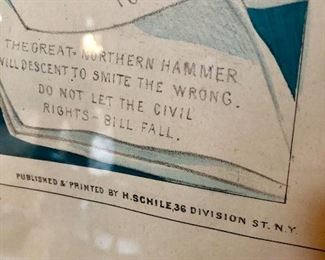 TO
THE GREAT NORTHERN HAMMER
WILL DESCENT TO SMITE THE WRONG.
DO NOT LET THE CIVIL
RIGHTS-BILL FALL.
PUBLISHED & PRINTED BY H. SCHILE, 36 DIVISION ST. N.Y.